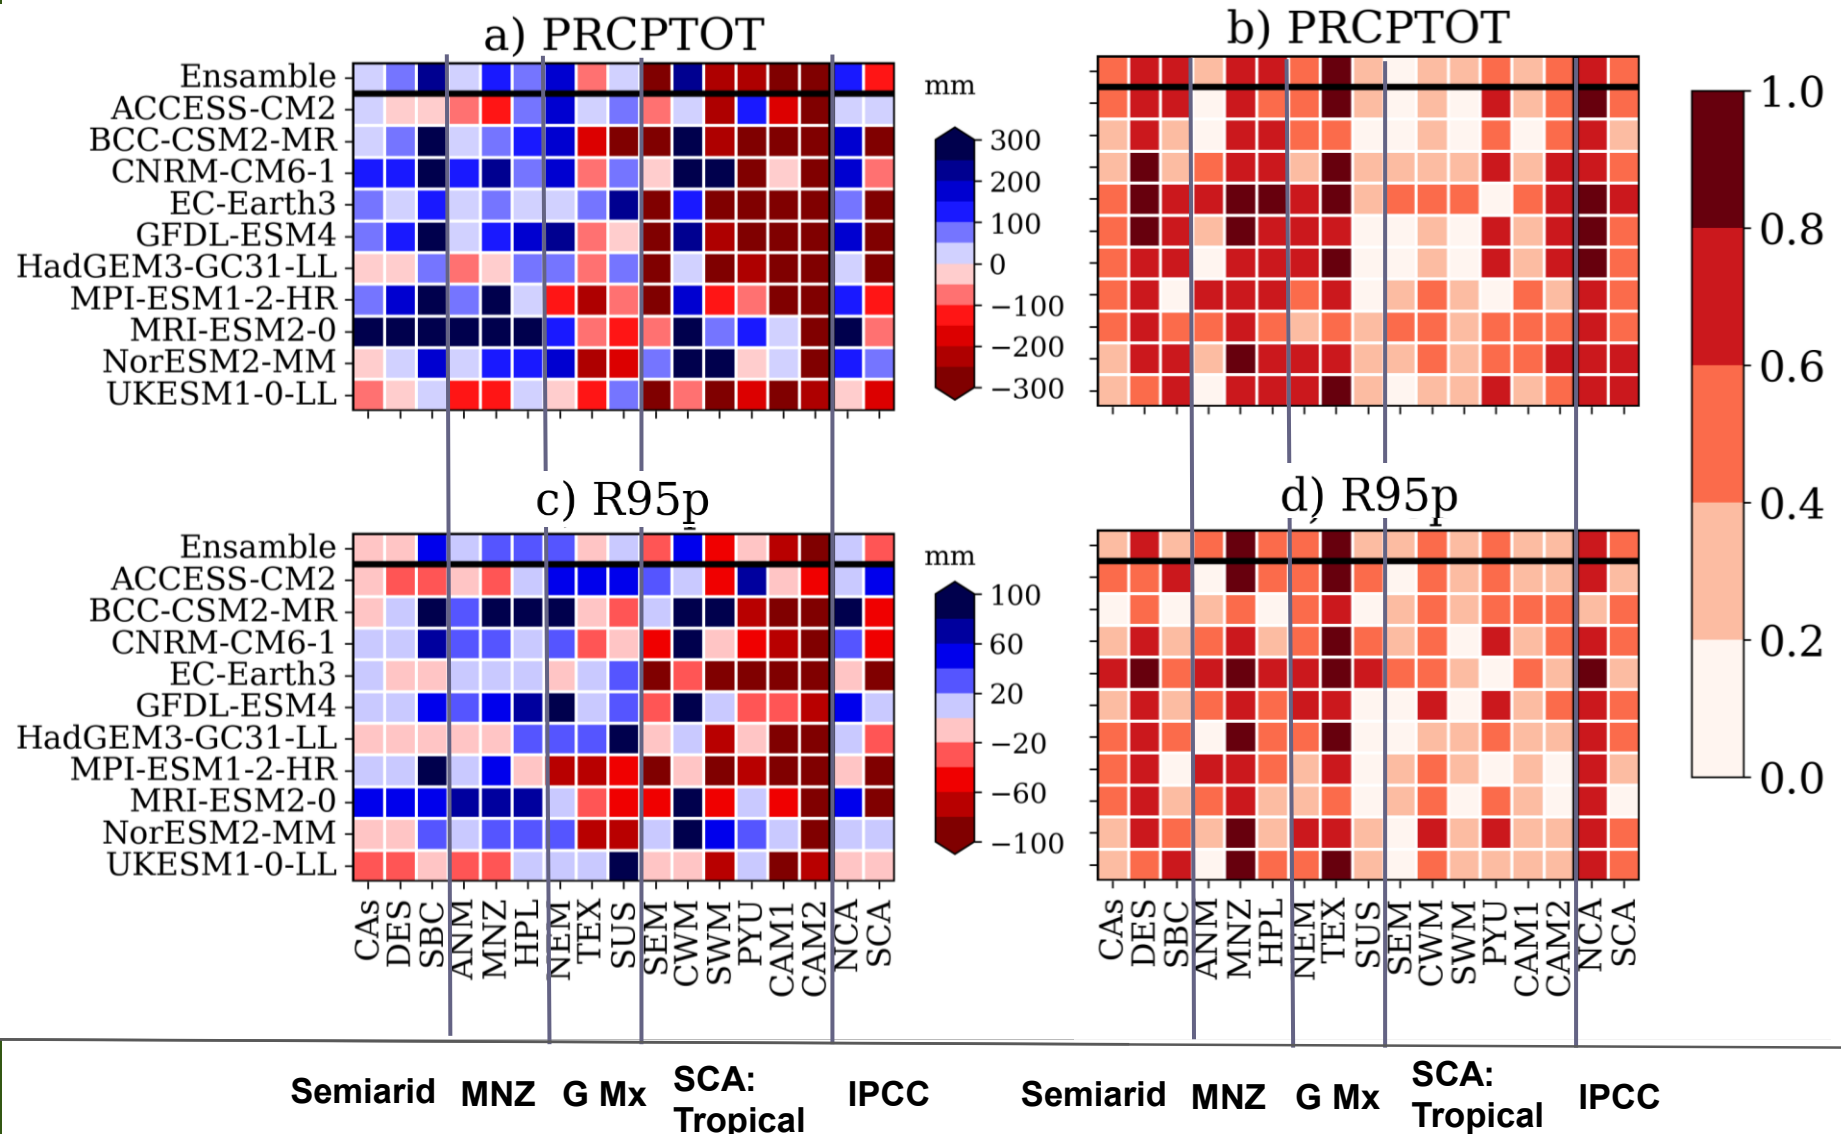 a) PRCPTOT
b) PRCPTOT
Ensamble
ACCESS-CM2
BCC-CSM2-MR
CNRM-CM6-1
EC-Earth3
GFDL-ESM4
HadGEM3-GC31-LL
MPI-ESM1-2-HR
MRI-ESM2-0
NorESM2-MM
UKESM1-0-LL
mm
300
200
100
0
−100
−200
−300
1.0
0.8
0.6
0.4
0.2
0.0
c) R95p
d) R95p
Ensamble
ACCESS-CM2
BCC-CSM2-MR
CNRM-CM6-1
EC-Earth3
GFDL-ESM4
HadGEM3-GC31-LL
MPI-ESM1-2-HR
MRI-ESM2-0
NorESM2-MM
UKESM1-0-LL
mm
100
60
20
−20
−60
−100
CAs
DES
SBC
ANM
MNZ
HPL
NEM
TEX
SUS
SEM
CWM
SWM
PYU
CAM1
CAM2
NCA
SCA
CAs
DES
SBC
ANM
MNZ
HPL
NEM
TEX
SUS
SEM
CWM
SWM
PYU
CAM1
CAM2
NCA
SCA
Semiarid
MNZ
G Mx
SCA:
Tropical
IPCC
Semiarid
MNZ
G Mx
SCA:
Tropical
IPCC